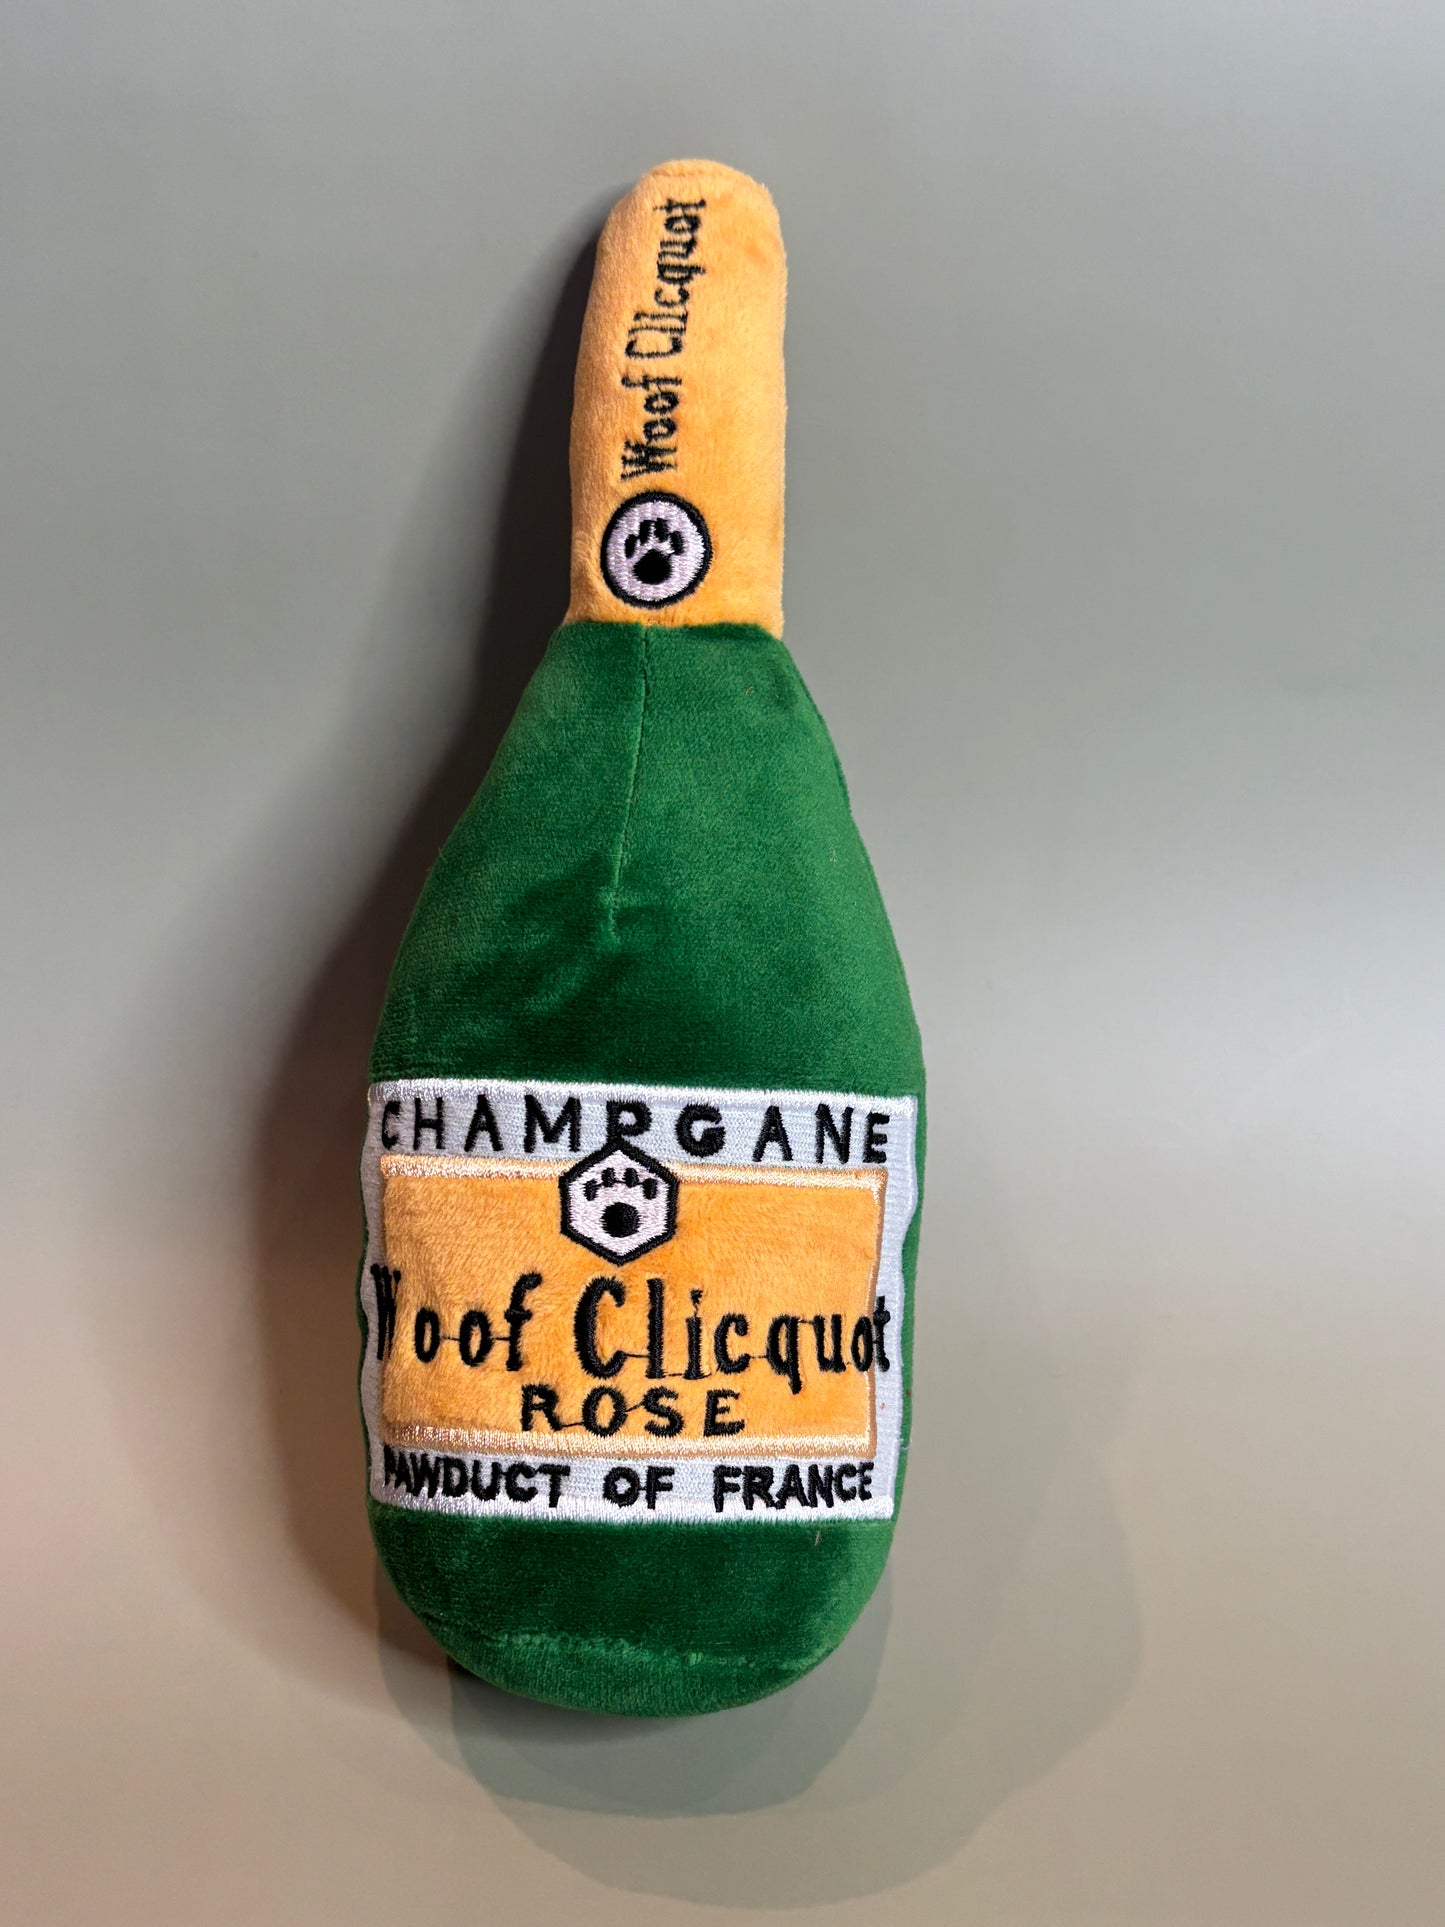 Woof Clicquot
CHAMPGANE
Woof Clicquot
ROSE
PAWDUCT OF FRANCE